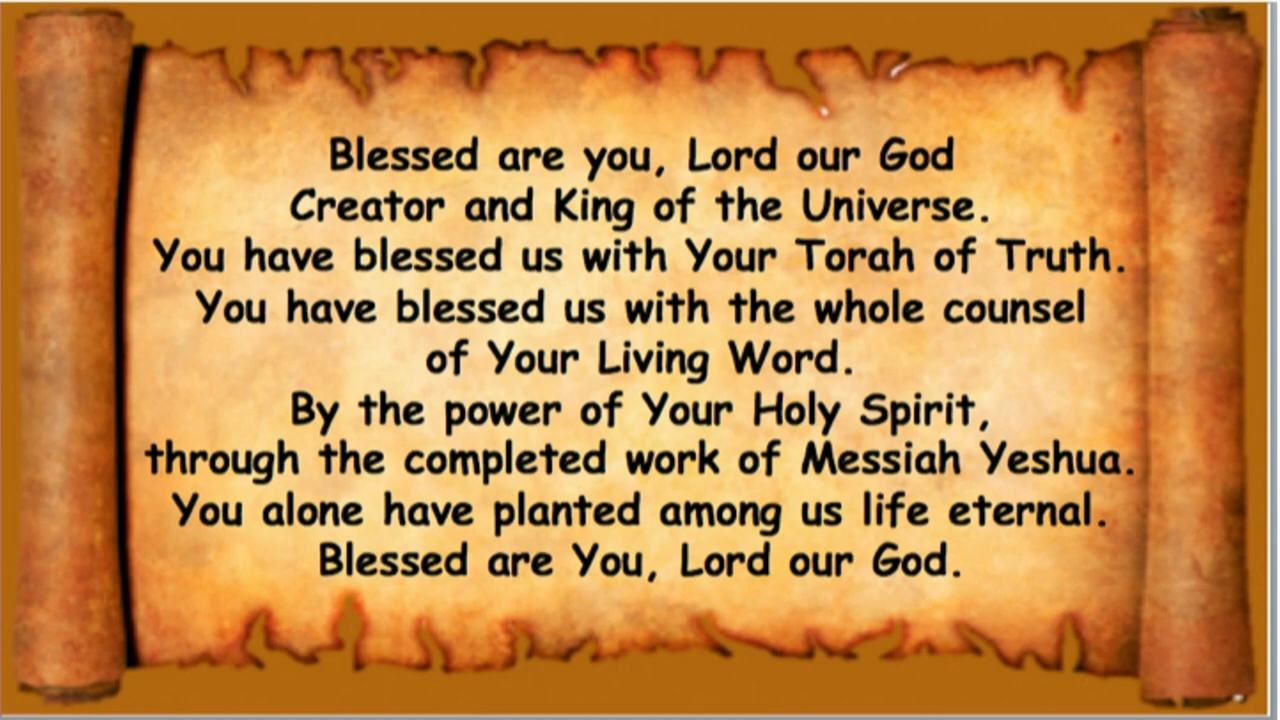 Blessed are you, Lord our God
Creator and King of the Universe.
You have blessed us with Your Torah of Truth.
You have blessed us with the whole counsel
of Your Living Word.
By the power of Your Holy Spirit,
through the completed work of Messiah Yeshua.
You alone have planted among us life eternal.
Blessed are You, Lord our God.